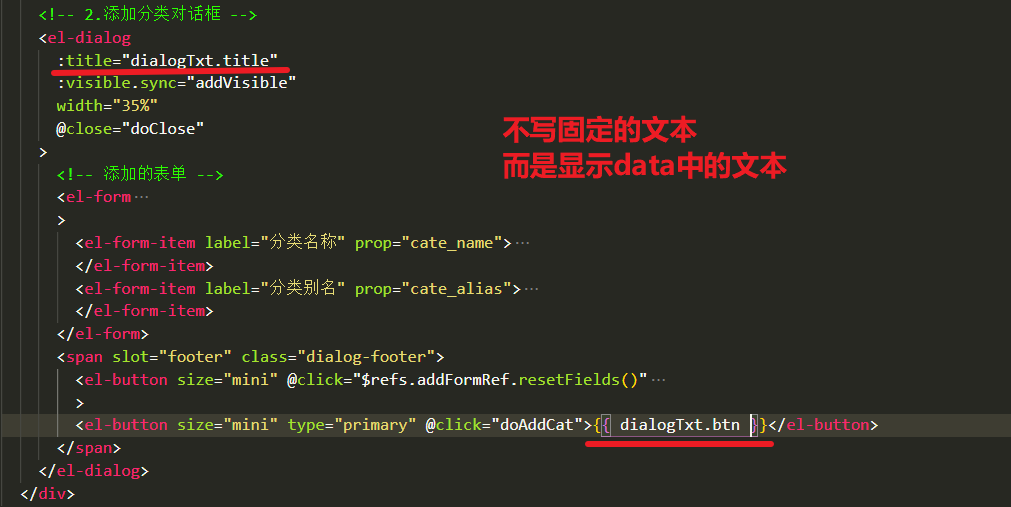 <!-- 2.添加分类对话框 -->
<el-dialog
:title="dialogTxt.title"
:visible.sync="addVisible"
width="35%"
@close="doClose"
>
不写固定的文本
而是显示data中的文本
<!-- 添加的表单 -->
<el-form…
>
<el-form-item label="分类名称" prop="cate_name">…
</el-form-item>
<el-form-item label="分类别名" prop="cate_alias">…
</el-form-item>
</el-form>
<span slot="footer" class="dialog-footer">
<el-button size="mini" @click="$refs.addFormRef.resetFields()"…
>
<el-button size="mini" type="primary" @click="doAddCat">{{ dialogTxt.btn }}</el-button>
</span>
</el-dialog>
</div>